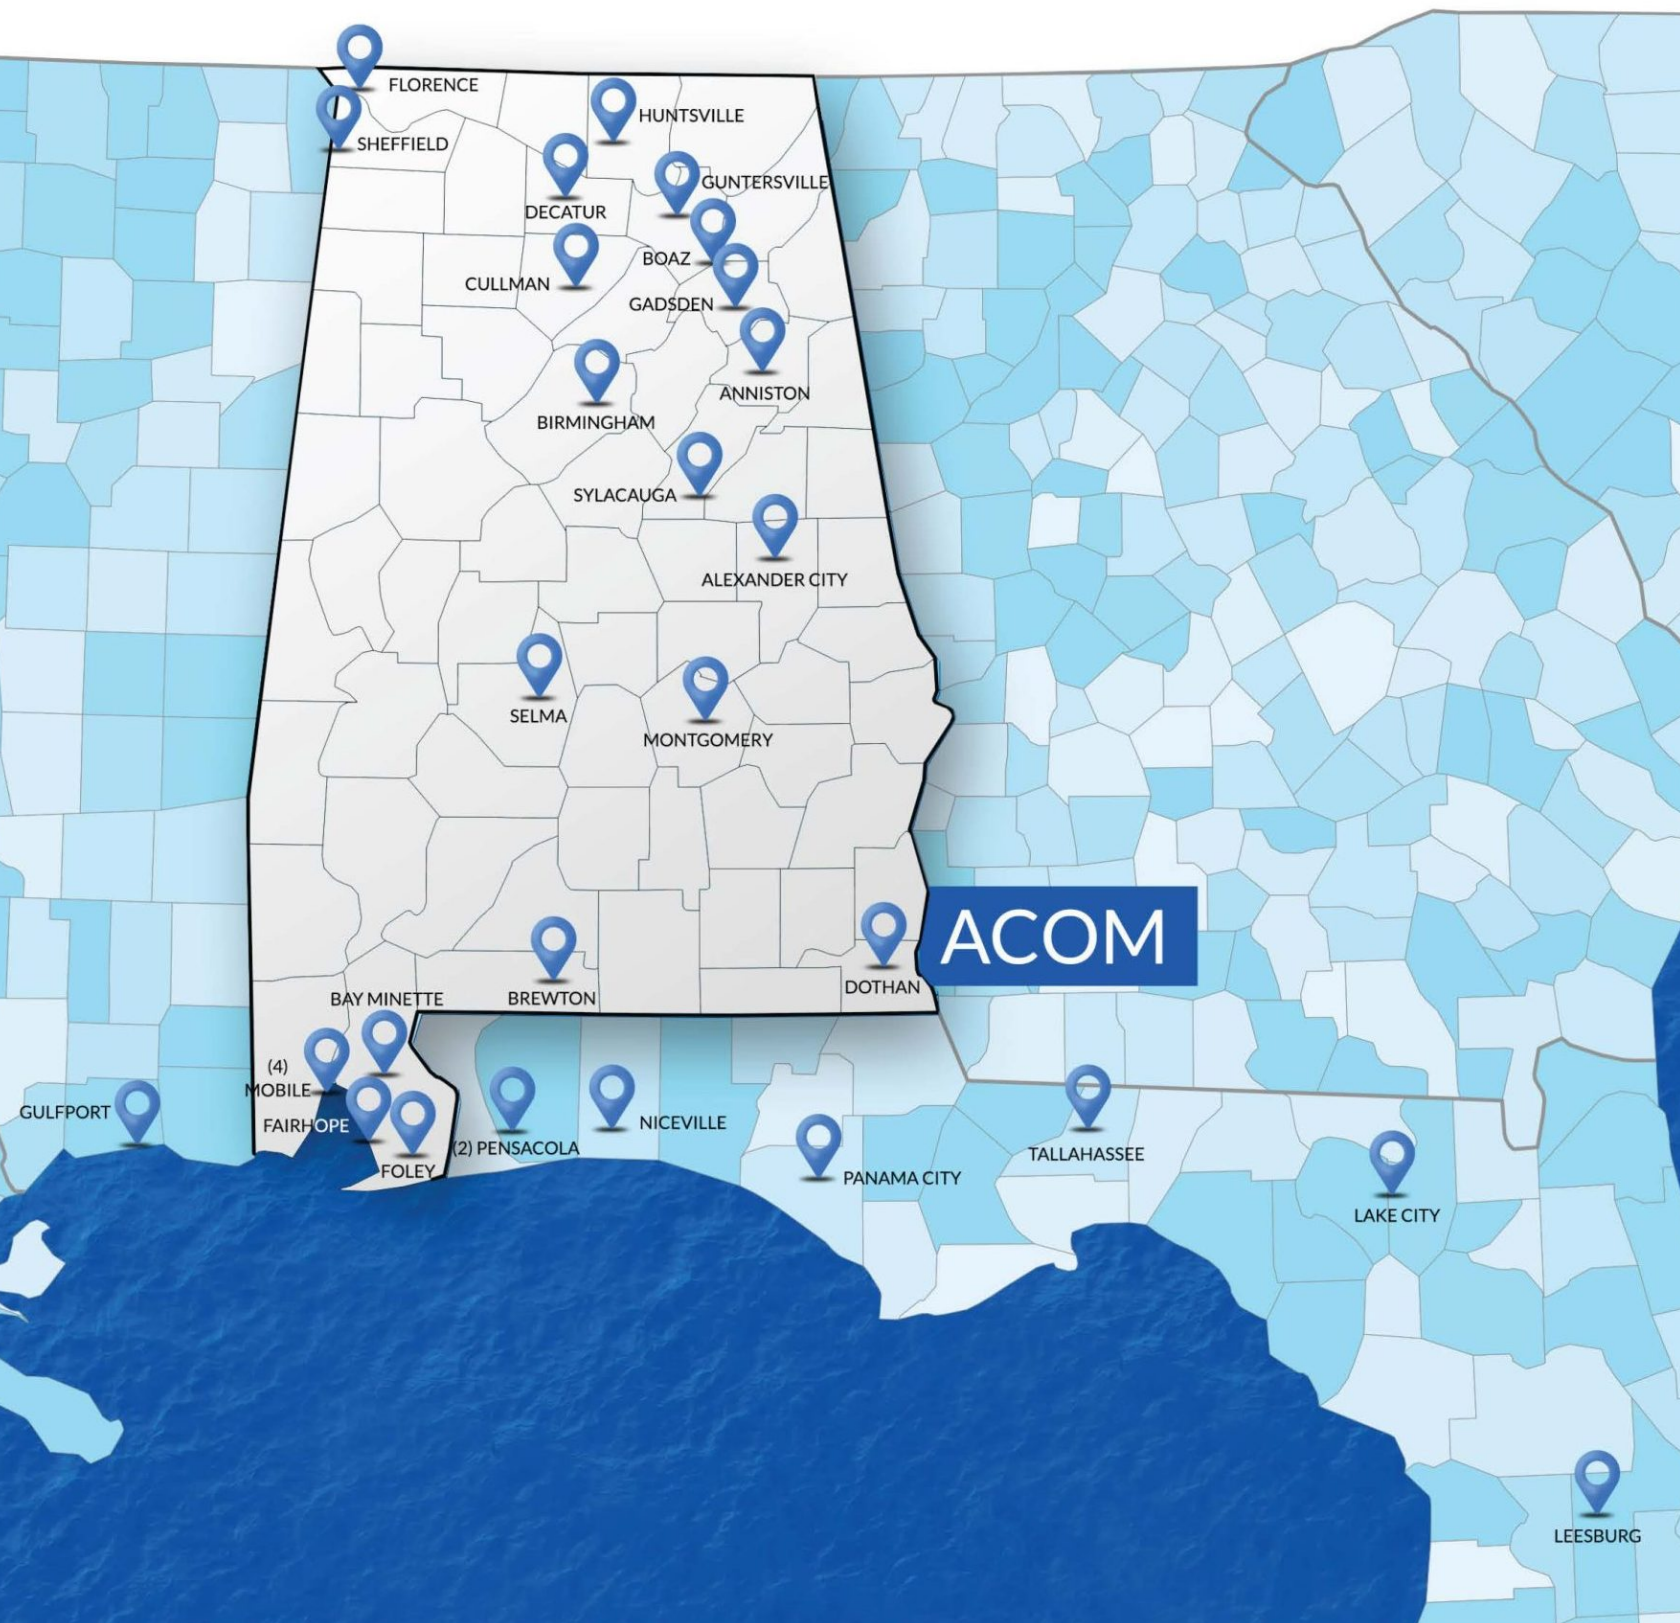 FLORENCE
HUNTSVILLE
SHEFFIELD
GUNTERSVILLE
DECATUR
BOAZ
CULLMAN
GADSDEN
ANNISTON
BIRMINGHAM
SYLACAUGA
ALEXANDER CITY
SELMA
MONTGOMERY
ACOM
DOTHAN
BAY MINETTE
BREWTON
(4)
MOBILE
GULFPORT
FAIRHOPE
NICEVILLE
(2) PENSACOLA
TALLAHASSEE
FOLEY
PANAMA CITY
LAKE CITY
LEESBURG